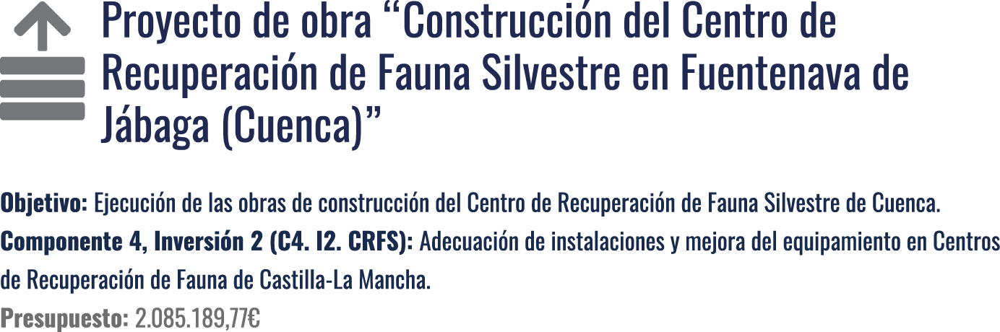 Proyecto de obra “Construcción del Centro de
Recuperación de Fauna Silvestre en Fuentenava de
Jábaga (Cuenca)”
Objetivo: Ejecución de las obras de construcción del Centro de Recuperación de Fauna Silvestre de Cuenca.
Componente 4, Inversión 2 (C4. I2. CRFS): Adecuación de instalaciones y mejora del equipamiento en Centros
de Recuperación de Fauna de Castilla-La Mancha.
Presupuesto: 2.085.189,77€